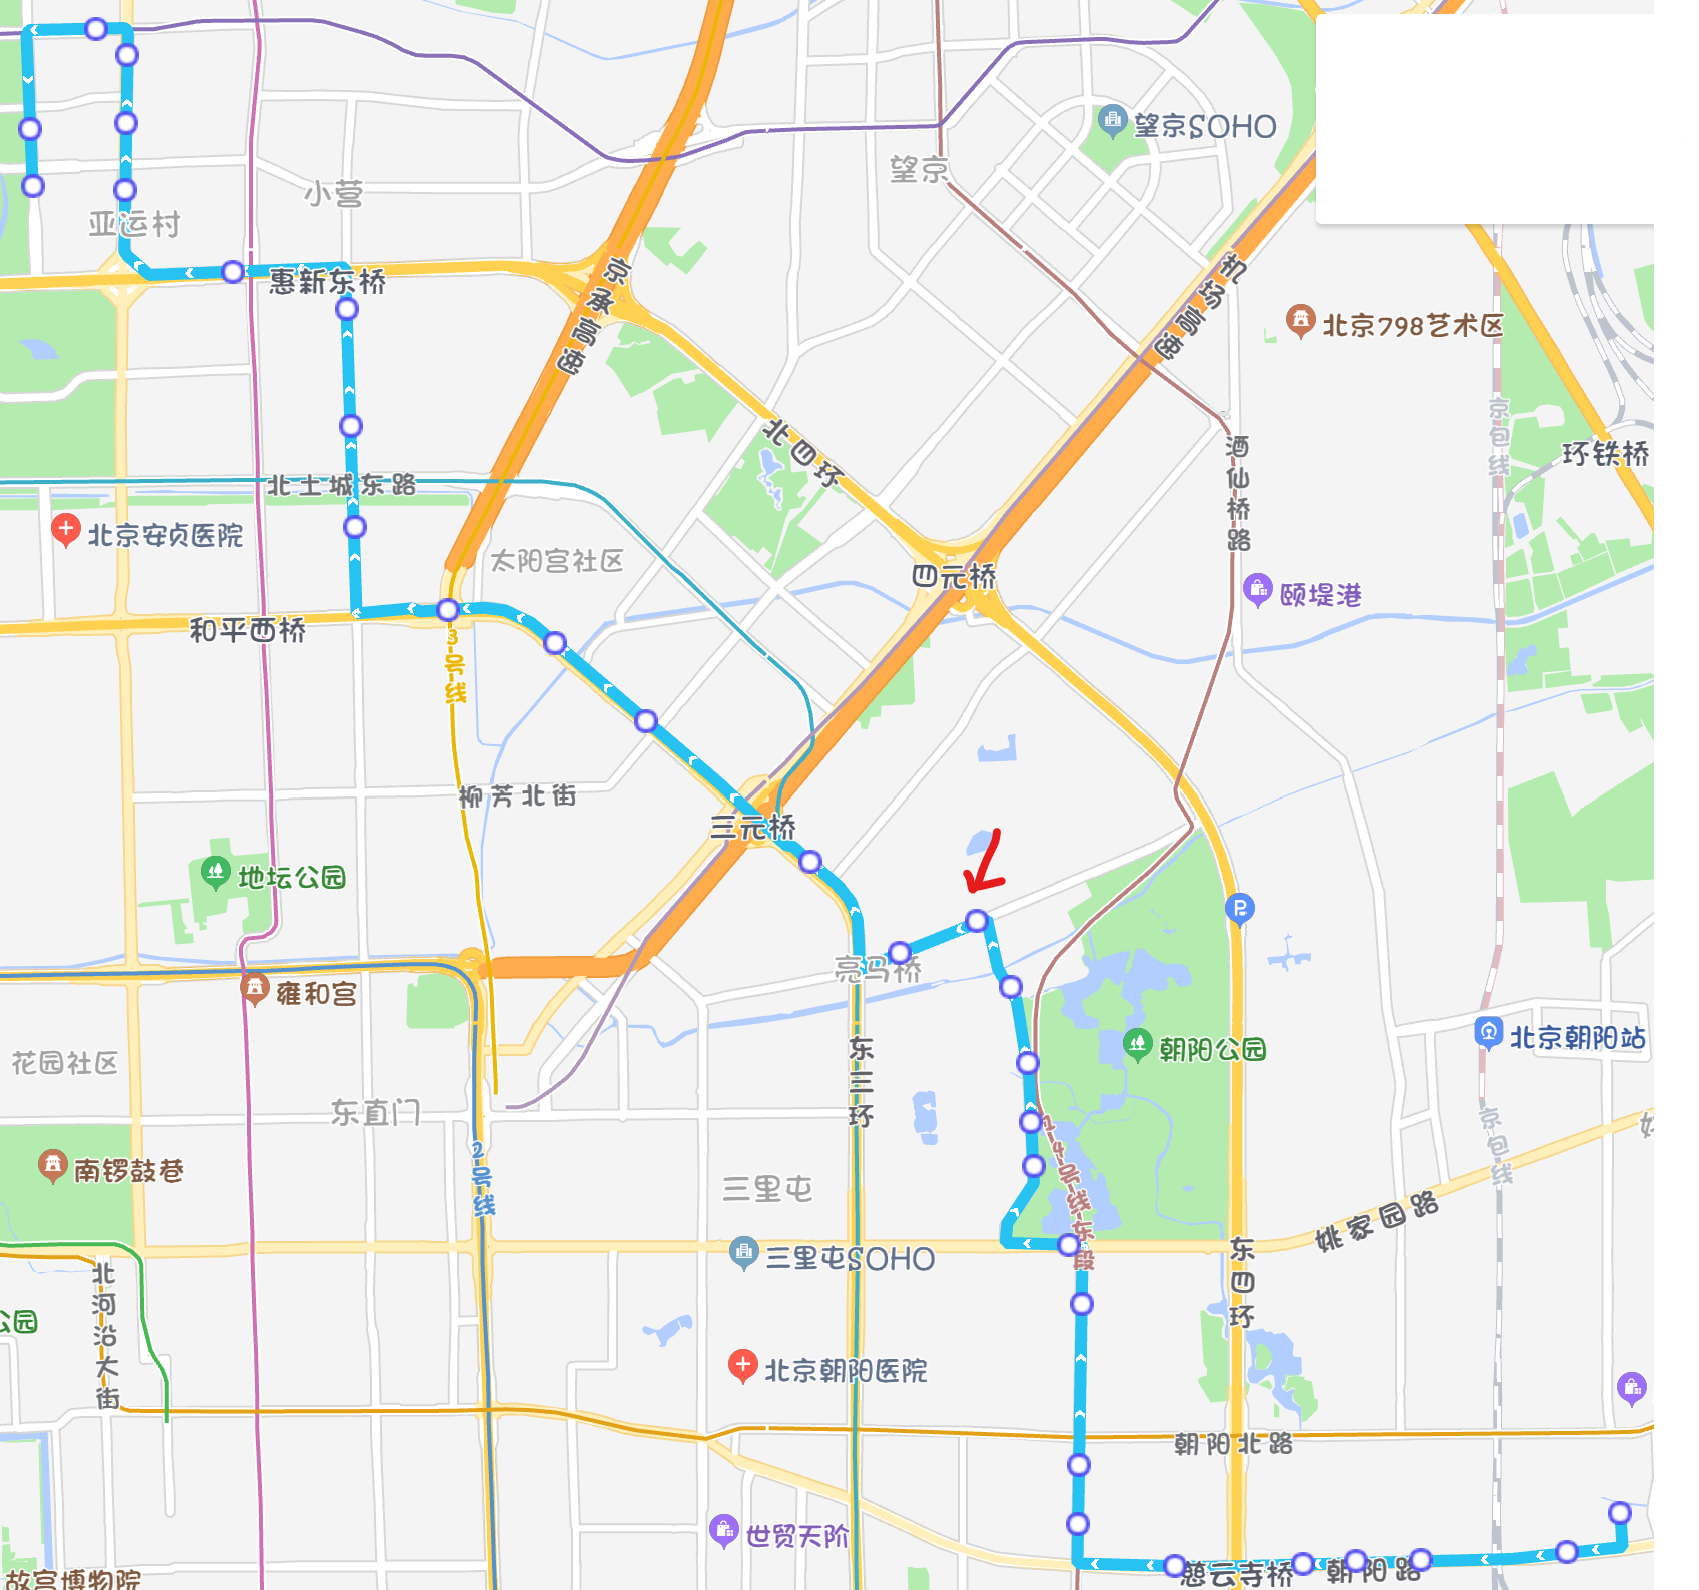 望京SOHO
望京
小营
亚运村
惠新东桥
京承高速
机场高速
北京798艺术区
北四环
京包线
酒仙桥路
环铁桥
北土城东路
北京安贞医院
太阳宫社区
四元桥
颐堤港
和平西桥
3号线
柳芳北街
三元桥
地坛公园
亮马桥
雍和宫
北京朝阳站
朝阳公园
花园社区
东三环
东直门
14号线东段
京包线
南锣鼓巷
2号线
三里屯
姚家园路
三里屯SOHO
东四环
北河沿大街
公园
北京朝阳医院
朝阳北路
世贸天阶
慈云寺桥
朝阳路
故宫博物院